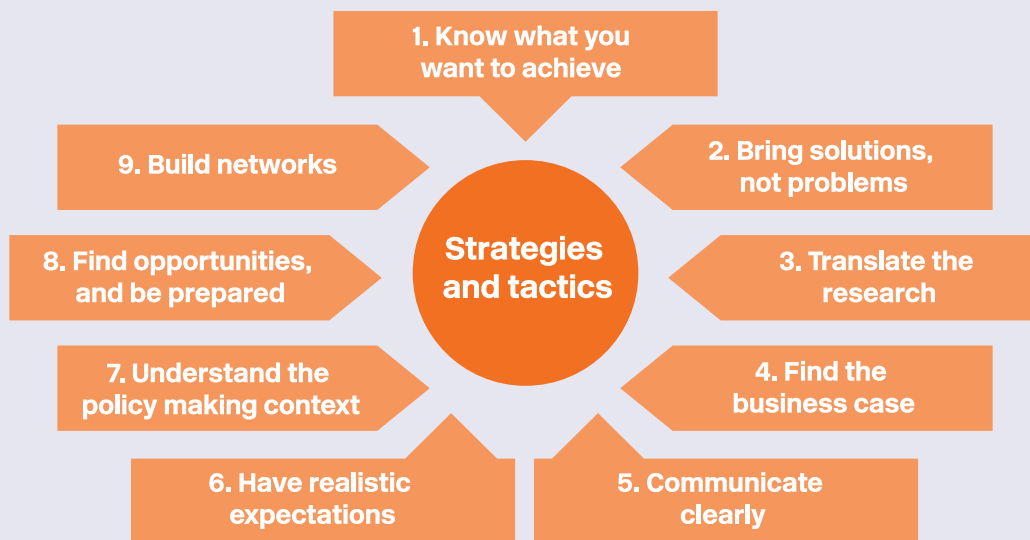 1. Know what you
want to achieve
2. Bring solutions,
not problems
3. Translate the
research
4. Find the
business case
5. Communicate
clearly
6. Have realistic
expectations
7. Understand the
policy making context
8. Find opportunities,
and be prepared
9. Build networks
Strategies
and tactics